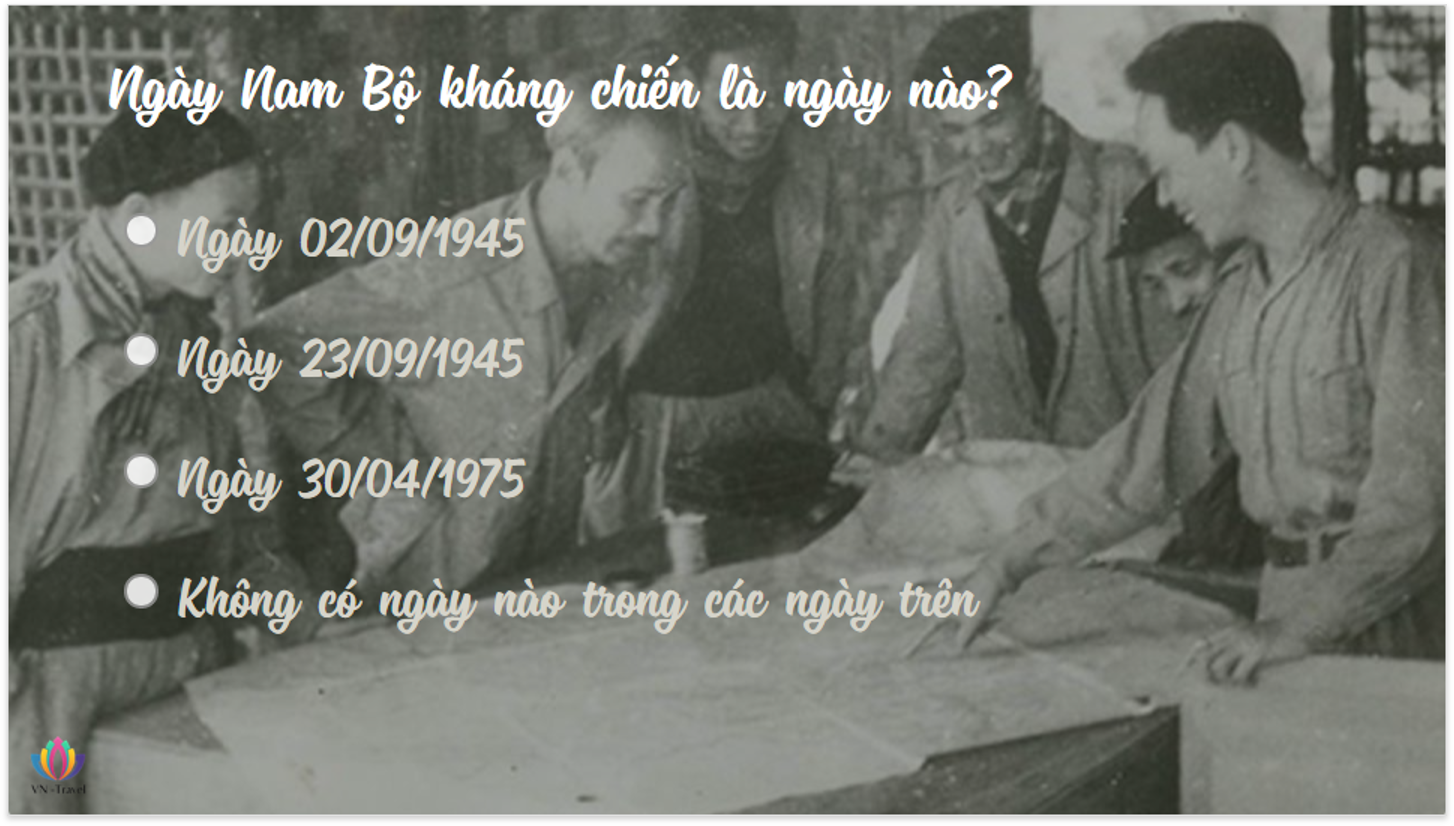 Ngày Nam Bộ kháng chiến là ngày nào?
Ngày 02/09/1945
Ngày 23/09/1945
Ngày 30/04/1975
Không có ngày nào trong các ngày trên
VN-Travel